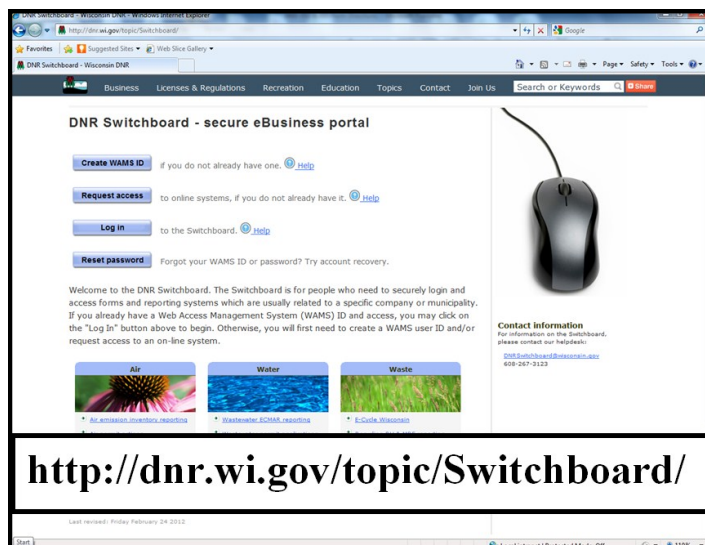 DNR Switchboard - Wisconsin DNR - Windows Internet Explorer
http://dnr.wi.gov/topic/Switchboard/
Google
Favorites Suggested Sites Web Slice Gallery
DNR Switchboard - Wisconsin DNR
Page Safety Tools
Business Licenses & Regulations Recreation Education Topics Contact Join Us Search or Keywords Share
DNR Switchboard - secure eBusiness portal
Create WAMS ID if you do not already have one. Help
Request access to online systems, if you do not already have it. Help
Log in to the Switchboard. Help
Reset password Forgot your WAMS ID or password? Try account recovery.
Welcome to the DNR Switchboard. The Switchboard is for people who need to securely login and
access forms and reporting systems which are usually related to a specific company or municipality.
If you already have a Web Access Management System (WAMS) ID and access, you may click on
the "Log In" button above to begin. Otherwise, you will first need to create a WAMS user ID and/or
request access to an on-line system.
Contact information
For information on the Switchboard,
please contact our helpdesk:
DNRSwitchboard@wisconsin.gov
608-267-3123
Air Water Waste
Air emission inventory reporting Wastewater ECMAR reporting E-Cycle Wisconsin
http://dnr.wi.gov/topic/Switchboard/
Last revised: Friday February 24 2012
Start